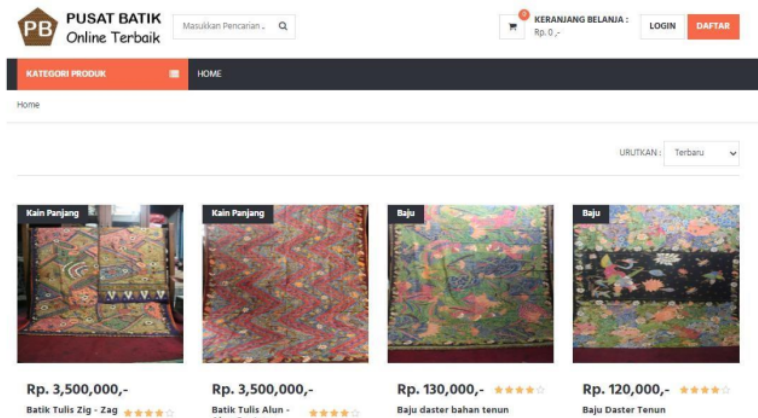 PB
PUSAT BATIK
Online Terbaik
Masukkan Pencarian .
0
KERANJANG BELANJA :
Rp. 0 ,-
LOGIN
DAFTAR
KATEGORI PRODUK
HOME
Home
URUTKAN :
Terbaru
Kain Panjang
Kain Panjang
Baju
Baju
Rp. 3,500,000,-
Batik Tulis Zig - Zag
Rp. 3,500,000,-
Batik Tulis Alun -
Rp. 130,000,-
Baju daster bahan tenun
Rp. 120,000,-
Baju Daster Tenun